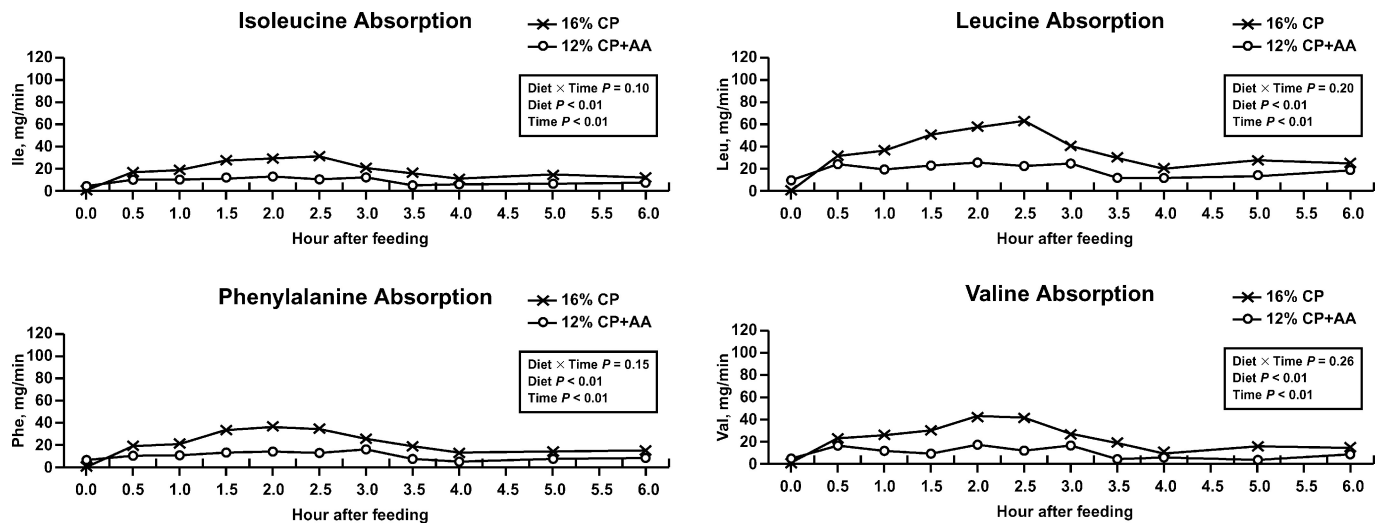 Isoleucine Absorption
16% CP
12% CP+AA
Ile, mg/min
120
100
80
60
40
20
0
Diet × Time P = 0.10
Diet P < 0.01
Time P < 0.01
0.0 0.5 1.0 1.5 2.0 2.5 3.0 3.5 4.0 4.5 5.0 5.5 6.0
Hour after feeding
Leucine Absorption
16% CP
12% CP+AA
Leu, mg/min
120
100
80
60
40
20
0
Diet × Time P = 0.20
Diet P < 0.01
Time P < 0.01
0.0 0.5 1.0 1.5 2.0 2.5 3.0 3.5 4.0 4.5 5.0 5.5 6.0
Hour after feeding
Phenylalanine Absorption
16% CP
12% CP+AA
Phe, mg/min
120
100
80
60
40
20
0
Diet × Time P = 0.15
Diet P < 0.01
Time P < 0.01
0.0 0.5 1.0 1.5 2.0 2.5 3.0 3.5 4.0 4.5 5.0 5.5 6.0
Hour after feeding
Valine Absorption
16% CP
12% CP+AA
Val, mg/min
120
100
80
60
40
20
0
Diet × Time P = 0.26
Diet P < 0.01
Time P < 0.01
0.0 0.5 1.0 1.5 2.0 2.5 3.0 3.5 4.0 4.5 5.0 5.5 6.0
Hour after feeding